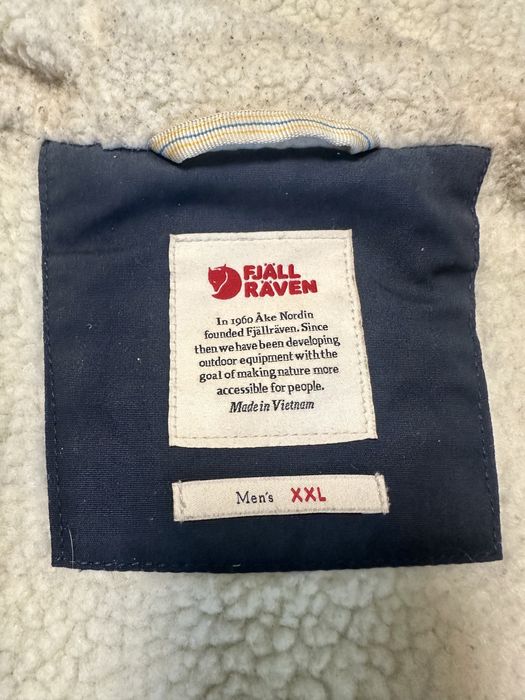 FJÄLL
RÄVEN
In 1960 Åke Nordin
founded Fjällräven. Since
then we have been developing
outdoor equipment with the
goal of making nature more
accessible for people.
Made in Vietnam
Men's XXL